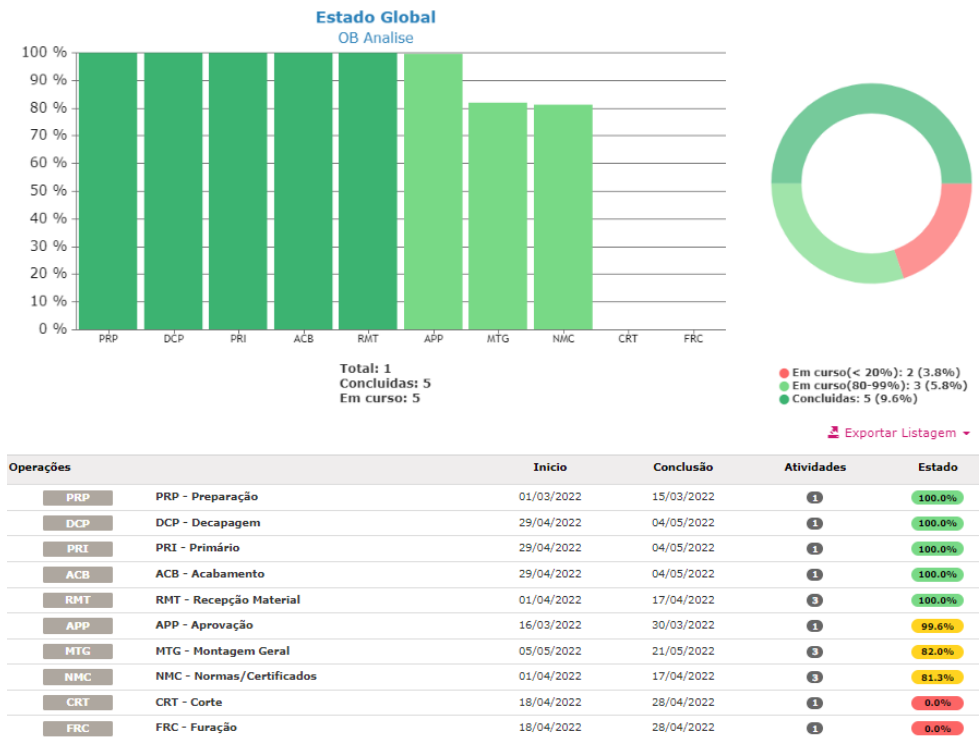 Estado Global
OB Analise
100 %
90 %
80 %
70 %
60 %
50 %
40 %
30 %
20 %
10 %
0 %
PRP DCP PRI ACB RMT APP MTG NMC CRT FRC
Total: 1
Concluidas: 5
Em curso: 5
Em curso(< 20%): 2 (3.8%)
Em curso(80-99%): 3 (5.8%)
Concluidas: 5 (9.6%)
Exportar Listagem
Operações Inicio Conclusão Atividades Estado
PRP PRP - Preparação 01/03/2022 15/03/2022 1 100.0%
DCP DCP - Decapagem 29/04/2022 04/05/2022 1 100.0%
PRI PRI - Primário 29/04/2022 04/05/2022 1 100.0%
ACB ACB - Acabamento 29/04/2022 04/05/2022 1 100.0%
RMT RMT - Recepção Material 01/04/2022 17/04/2022 3 100.0%
APP APP - Aprovação 16/03/2022 30/03/2022 1 99.6%
MTG MTG - Montagem Geral 05/05/2022 21/05/2022 3 82.0%
NMC NMC - Normas/Certificados 01/04/2022 17/04/2022 3 81.3%
CRT CRT - Corte 18/04/2022 28/04/2022 1 0.0%
FRC FRC - Furação 18/04/2022 28/04/2022 1 0.0%